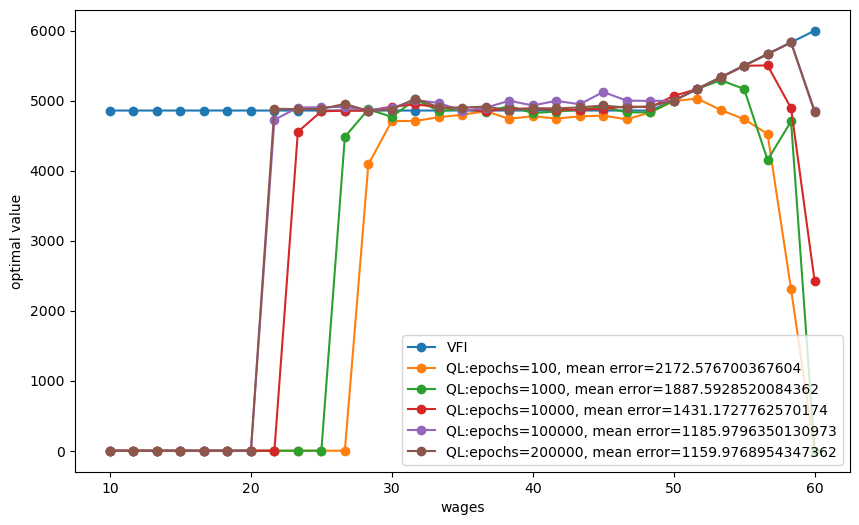 6000
5000
4000
3000
2000
1000
0
optimal value
10
20
30
40
50
60
wages
VFI
QL:epochs=100, mean error=2172.576700367604
QL:epochs=1000, mean error=1887.5928520084362
QL:epochs=10000, mean error=1431.1727762570174
QL:epochs=100000, mean error=1185.9796350130973
QL:epochs=200000, mean error=1159.9768954347362